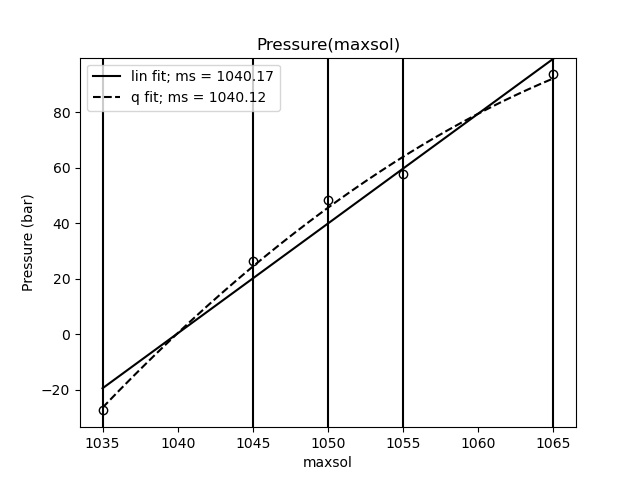 Pressure(maxsol)
lin fit; ms = 1040.17
q fit; ms = 1040.12
80
60
40
20
0
−20
Pressure (bar)
1035 1040 1045 1050 1055 1060 1065
maxsol